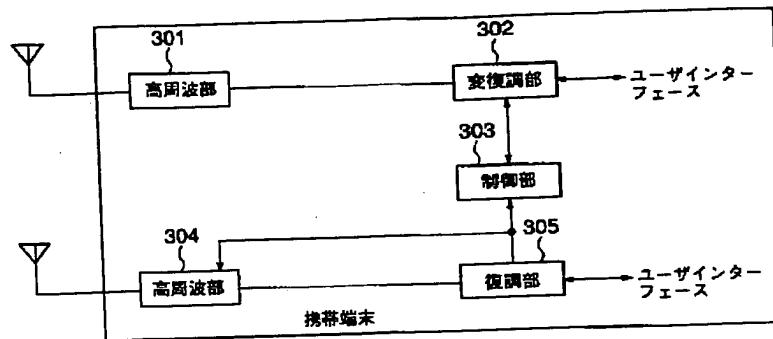 301
302
高周波部
変復調部
ユーザインター
フェース
303
制御部
304
305
高周波部
復調部
ユーザインター
フェース
携帯端末